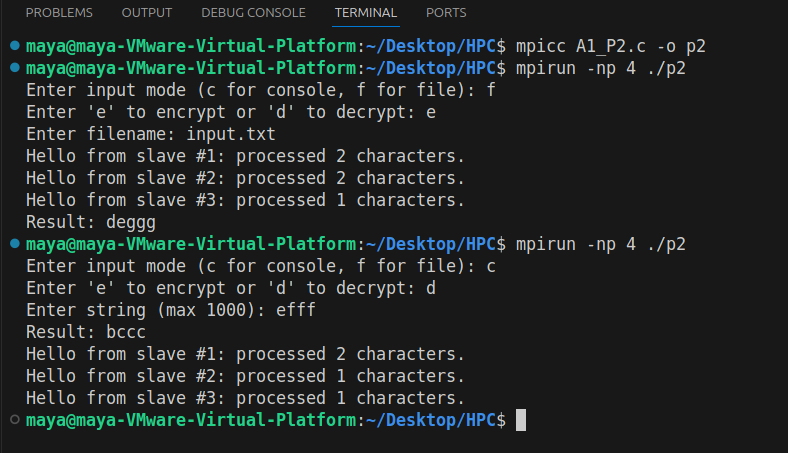 PROBLEMS OUTPUT DEBUG CONSOLE TERMINAL PORTS
maya@maya-VMware-Virtual-Platform:~/Desktop/HPC$ mpicc A1_P2.c -o p2
maya@maya-VMware-Virtual-Platform:~/Desktop/HPC$ mpirun -np 4 ./p2
Enter input mode (c for console, f for file): f
Enter 'e' to encrypt or 'd' to decrypt: e
Enter filename: input.txt
Hello from slave #1: processed 2 characters.
Hello from slave #2: processed 2 characters.
Hello from slave #3: processed 1 characters.
Result: deggg
maya@maya-VMware-Virtual-Platform:~/Desktop/HPC$ mpirun -np 4 ./p2
Enter input mode (c for console, f for file): c
Enter 'e' to encrypt or 'd' to decrypt: d
Enter string (max 1000): efff
Result: bccc
Hello from slave #1: processed 2 characters.
Hello from slave #2: processed 1 characters.
Hello from slave #3: processed 1 characters.
maya@maya-VMware-Virtual-Platform:~/Desktop/HPC$